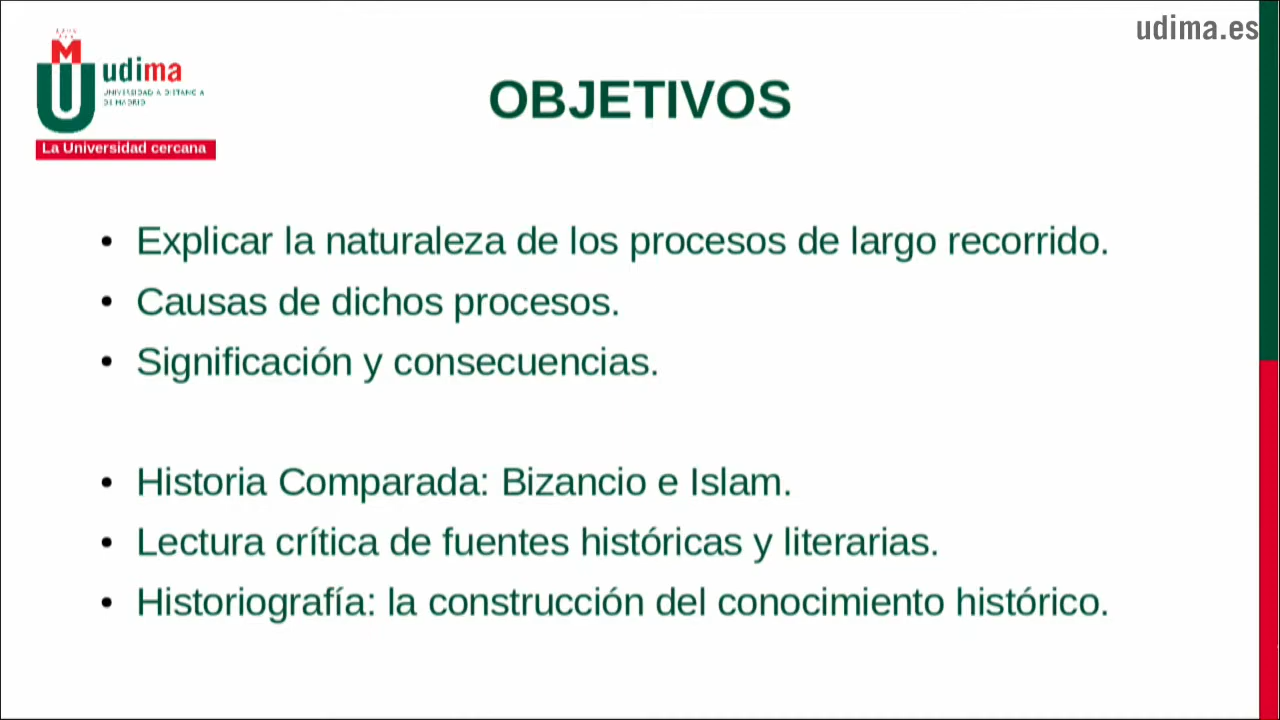 udima.es
udima
UNIVERSIDAD A DISTANCIA
DE MADRID
La Universidad cercana
OBJETIVOS
• Explicar la naturaleza de los procesos de largo recorrido.
• Causas de dichos procesos.
• Significación y consecuencias.
• Historia Comparada: Bizancio e Islam.
• Lectura crítica de fuentes históricas y literarias.
• Historiografía: la construcción del conocimiento histórico.